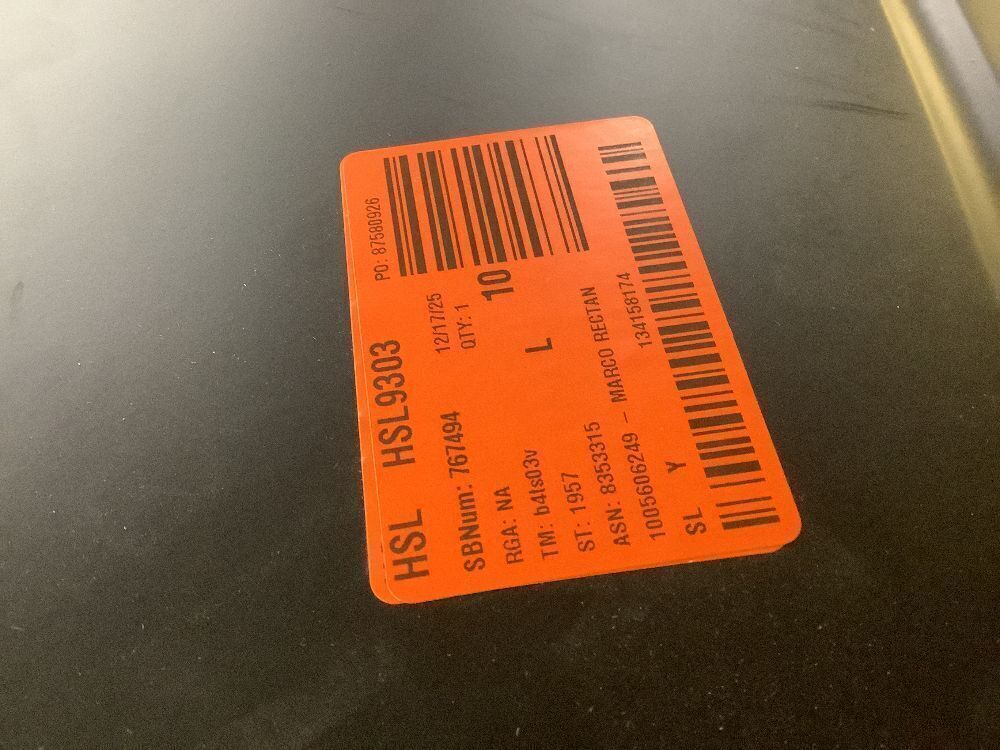 HSL HSL9303 PO: 87580926
SBNum: 767494 12/17/25
RGA: NA QTY: 1
TM: b4ts03v 10
ST: 1957 L
ASN: 8353315
1005606249 - MARCO RECTAN
SL Y 134158174